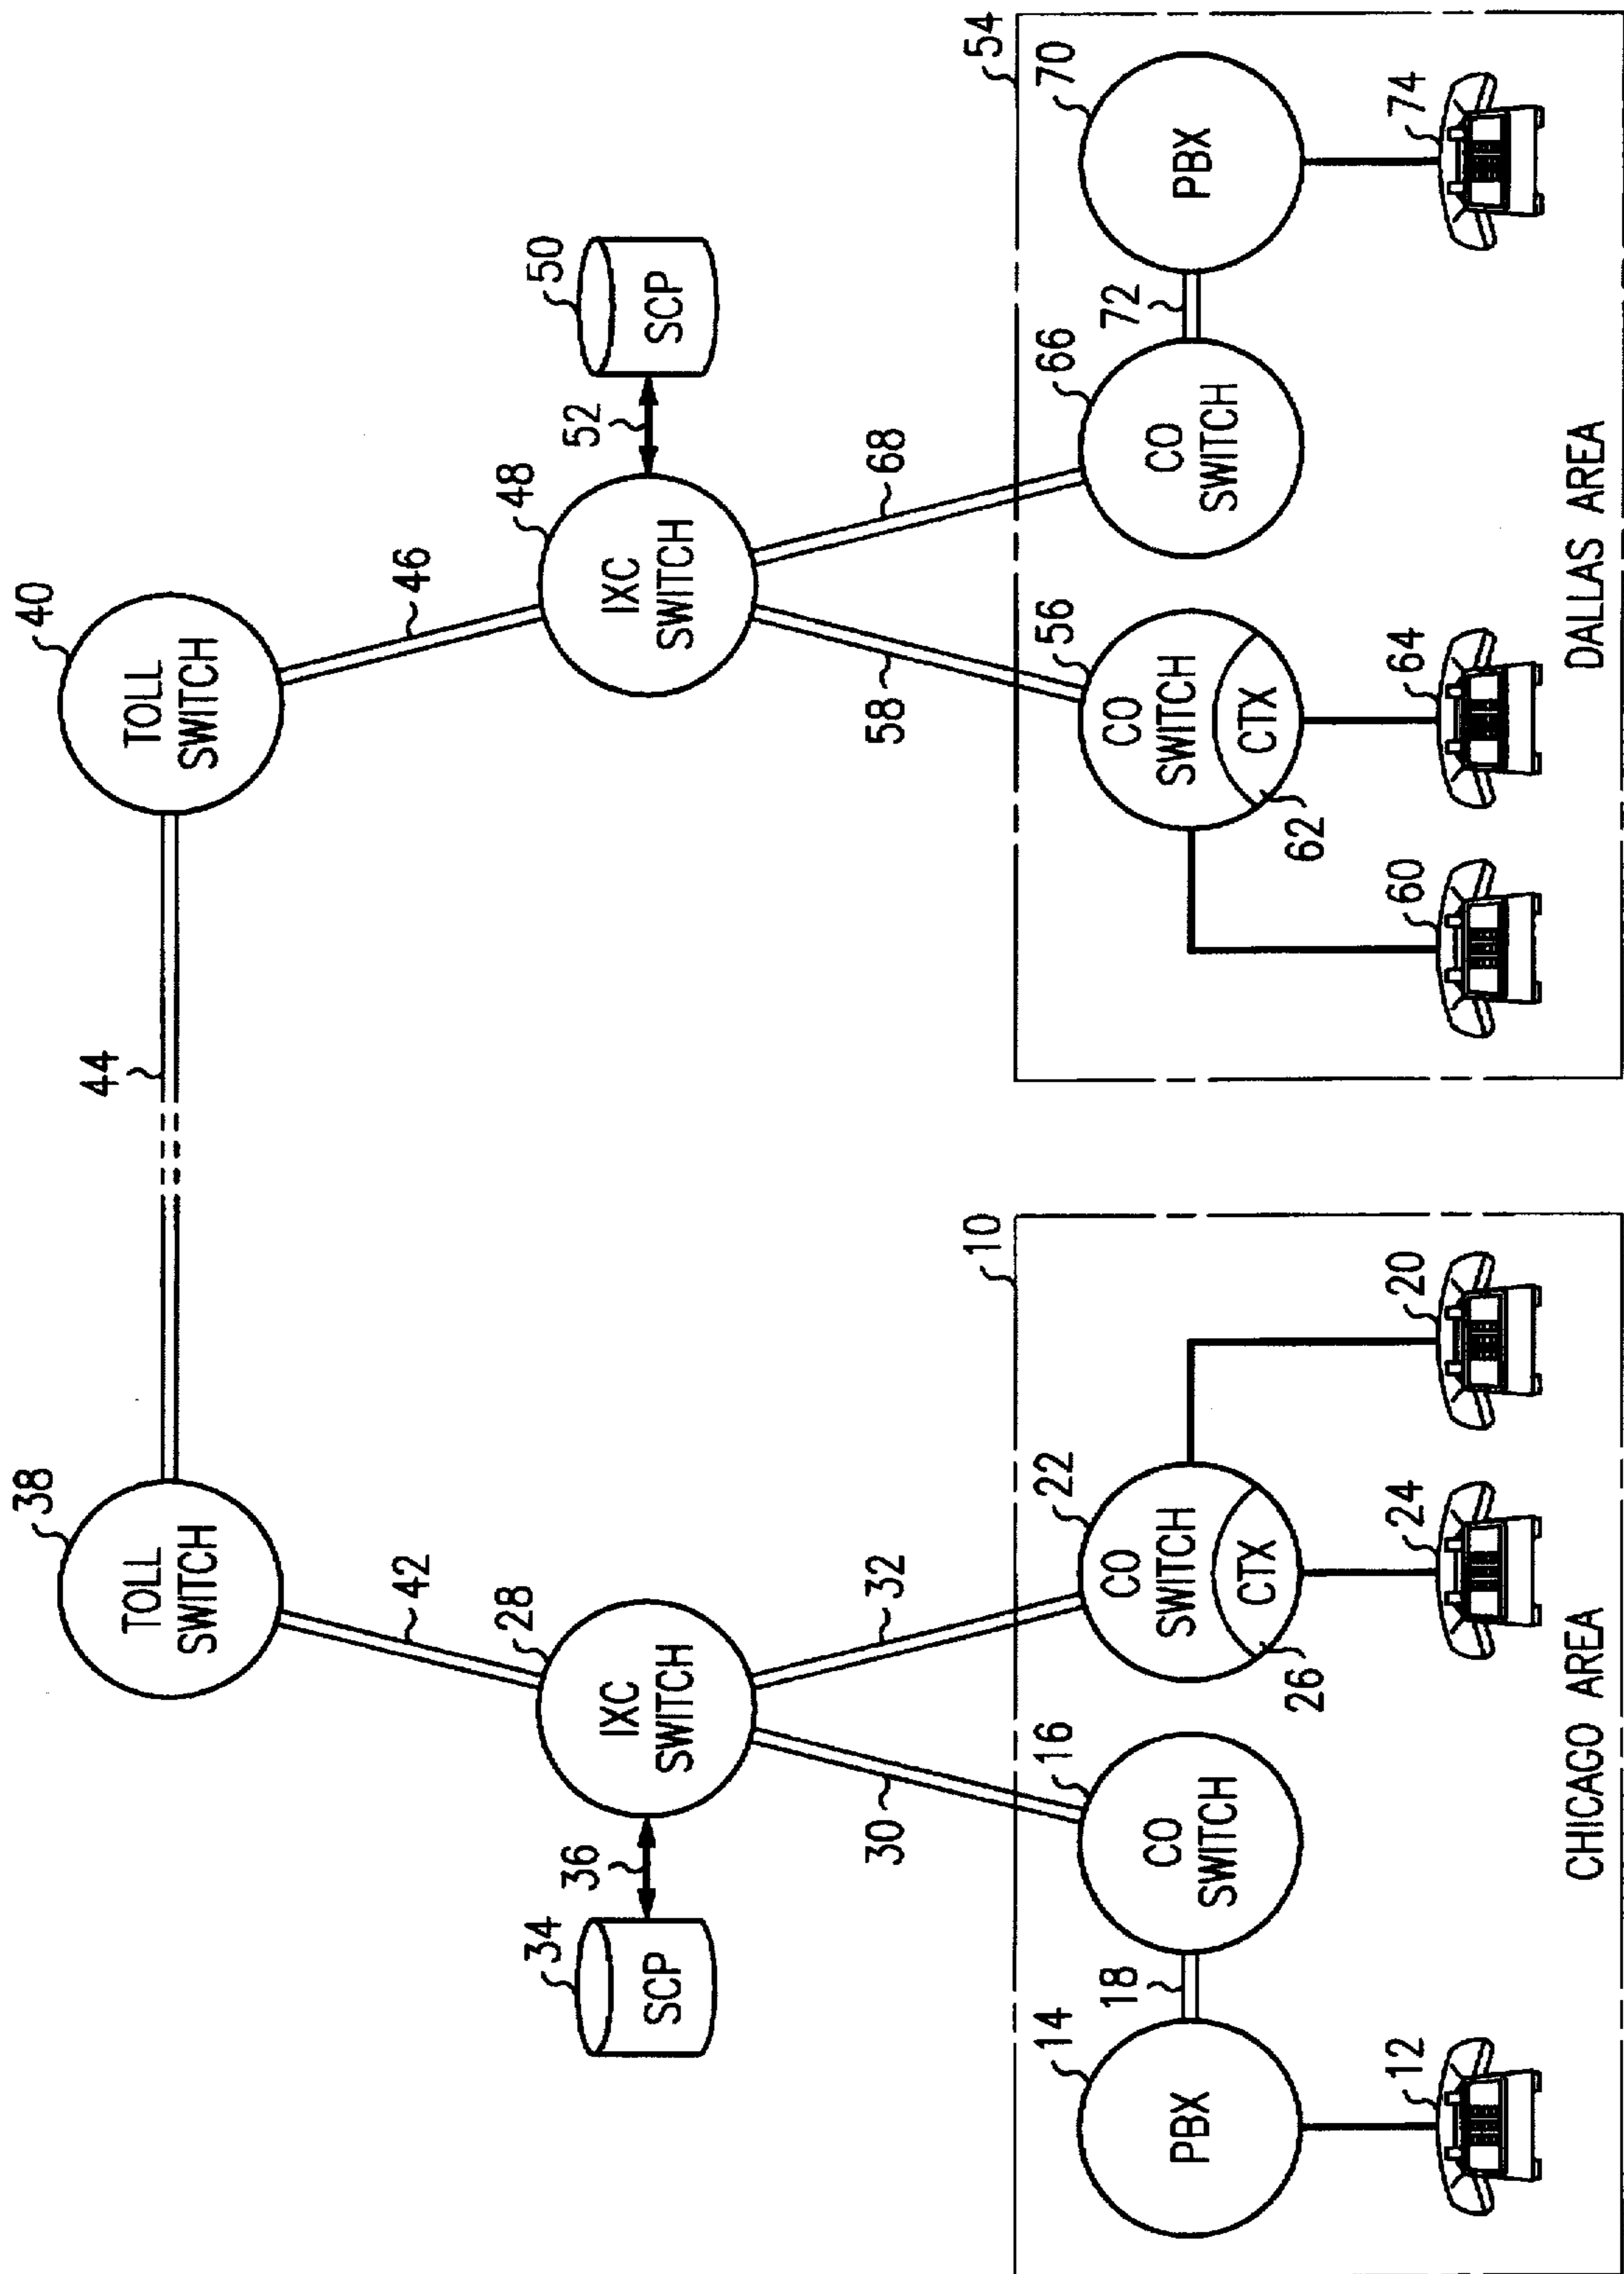 38
TOLL
SWITCH
44
40
TOLL
SWITCH
42
46
28
IXC
SWITCH
34
SCP
36
48
IXC
SWITCH
52
50
SCP
30
32
58
68
10
54
14
PBX
18
16
CO
SWITCH
22
CO
SWITCH
CTX
26
12
24
20
CHICAGO AREA
56
CO
SWITCH
CTX
62
66
CO
SWITCH
72
70
PBX
60
64
74
DALLAS AREA